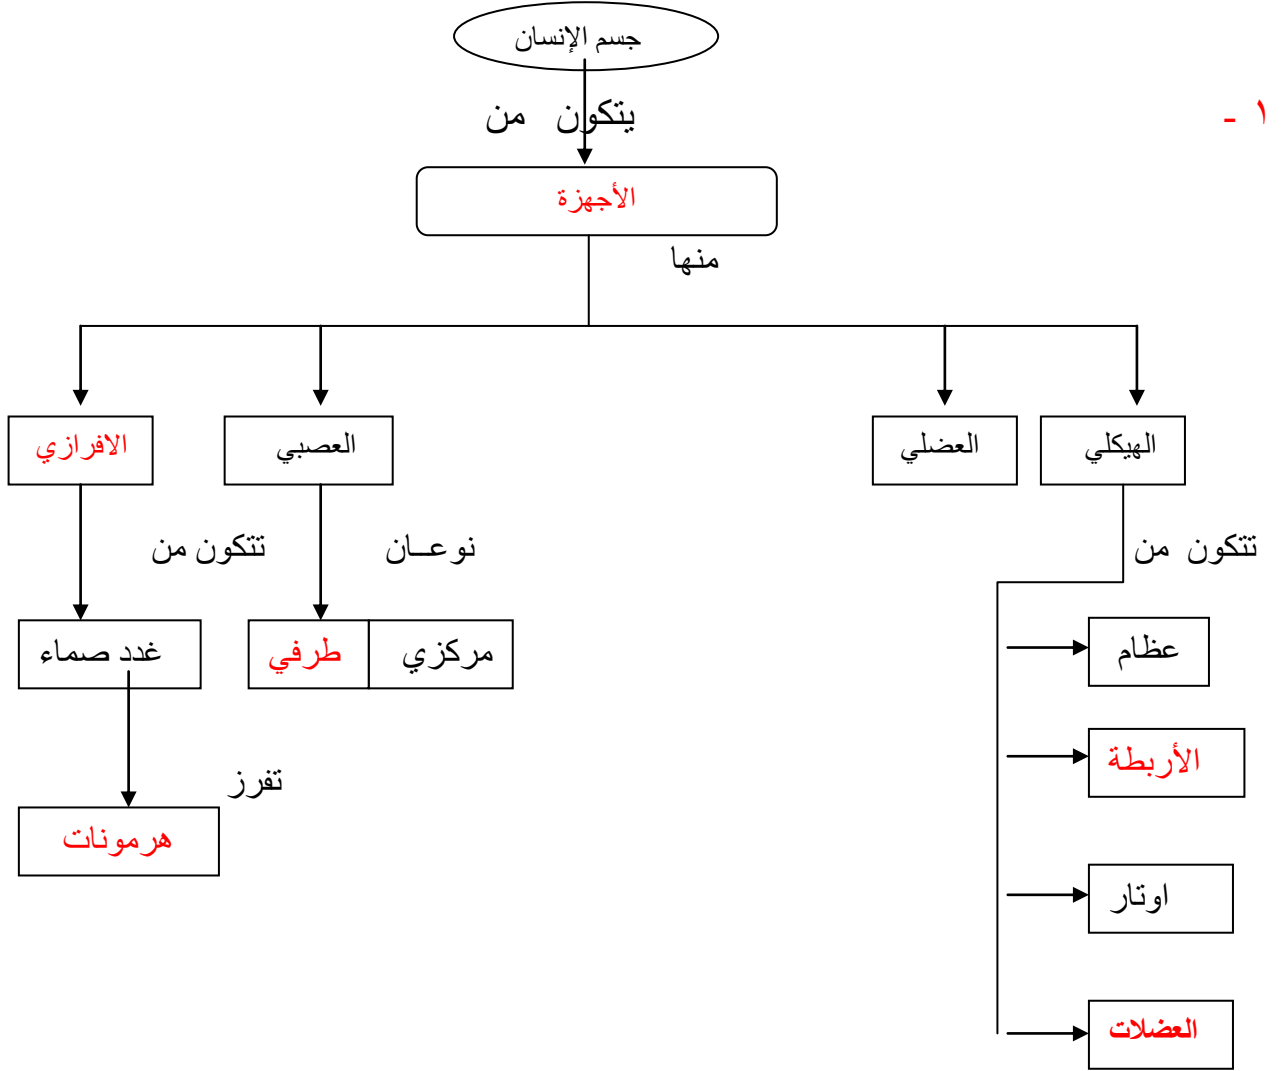 جسم الإنسان
١ -
يتكون من
الأجهزة
منها
الهيكلي
العضلي
العصبي
الافرازي
تتكون من
نوعــان
تتكون من
عظام
مركزي
طرفي
غدد صماء
الأربطة
تفرز
هرمونات
اوتار
العضلات